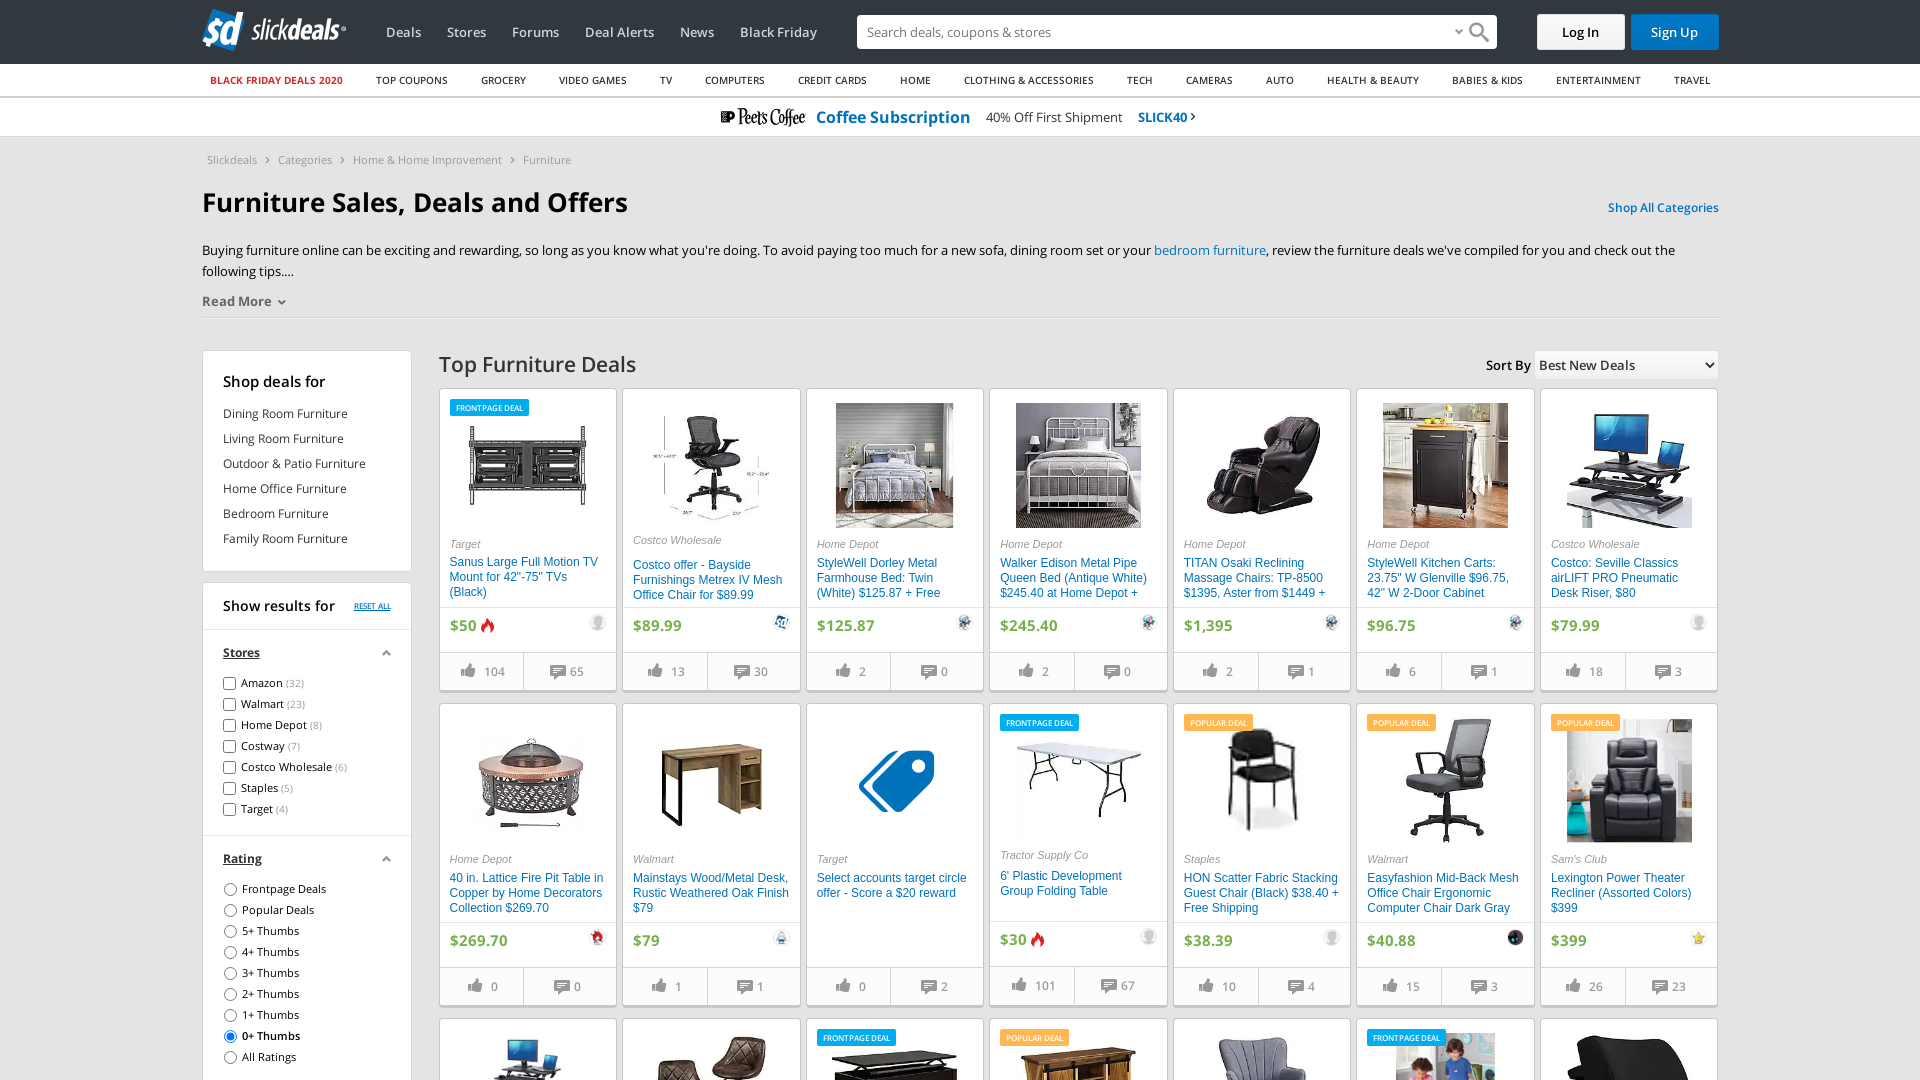 slickdeals
Deals
Stores
Forums
Deal Alerts
News
Black Friday
Search deals, coupons & stores
Log In
Sign Up
BLACK FRIDAY DEALS 2020
TOP COUPONS
GROCERY
VIDEO GAMES
TV
COMPUTERS
CREDIT CARDS
HOME
CLOTHING & ACCESSORIES
TECH
CAMERAS
AUTO
HEALTH & BEAUTY
BABIES & KIDS
ENTERTAINMENT
TRAVEL
Peet's Coffee Coffee Subscription 40% Off First Shipment SLICK40
Slickdeals > Categories > Home & Home Improvement > Furniture
Furniture Sales, Deals and Offers
Shop All Categories
Buying furniture online can be exciting and rewarding, so long as you know what you're doing. To avoid paying too much for a new sofa, dining room set or your bedroom furniture, review the furniture deals we've compiled for you and check out the
following tips....
Read More
Shop deals for
Dining Room Furniture
Living Room Furniture
Outdoor & Patio Furniture
Home Office Furniture
Bedroom Furniture
Family Room Furniture
Show results for RESET ALL
Stores
Amazon (32)
Walmart (23)
Home Depot (8)
Costway (7)
Costco Wholesale (6)
Staples (5)
Target (4)
Rating
Frontpage Deals
Popular Deals
5+ Thumbs
4+ Thumbs
3+ Thumbs
2+ Thumbs
1+ Thumbs
0+ Thumbs
All Ratings
Top Furniture Deals
Sort By Best New Deals
FRONTPAGE DEAL
Target
Sanus Large Full Motion TV
Mount for 42"-75" TVs
(Black)
$50
104 65
Costco Wholesale
Costco offer - Bayside
Furnishings Metrex IV Mesh
Office Chair for $89.99
$89.99
13 30
Home Depot
StyleWell Dorley Metal
Farmhouse Bed: Twin
(White) $125.87 + Free
$125.87
2 0
Home Depot
Walker Edison Metal Pipe
Queen Bed (Antique White)
$245.40 at Home Depot +
$245.40
2 0
Home Depot
TITAN Osaki Reclining
Massage Chairs: TP-8500
$1395, Aster from $1449 +
$1,395
2 1
Home Depot
StyleWell Kitchen Carts:
23.75" W Glenville $96.75,
42" W 2-Door Cabinet
$96.75
6 1
Costco Wholesale
Costco: Seville Classics
airLIFT PRO Pneumatic
Desk Riser, $80
$79.99
18 3
Home Depot
40 in. Lattice Fire Pit Table in
Copper by Home Decorators
Collection $269.70
$269.70
0 0
Walmart
Mainstays Wood/Metal Desk,
Rustic Weathered Oak Finish
$79
$79
1 1
Target
Select accounts target circle
offer - Score a $20 reward
0 2
FRONTPAGE DEAL
Tractor Supply Co
6' Plastic Development
Group Folding Table
$30
101 67
POPULAR DEAL
Staples
HON Scatter Fabric Stacking
Guest Chair (Black) $38.40 +
Free Shipping
$38.39
10 4
POPULAR DEAL
Walmart
Easyfashion Mid-Back Mesh
Office Chair Ergonomic
Computer Chair Dark Gray
$40.88
15 3
POPULAR DEAL
Sam's Club
Lexington Power Theater
Recliner (Assorted Colors)
$399
$399
26 23
FRONTPAGE DEAL
POPULAR DEAL
FRONTPAGE DEAL